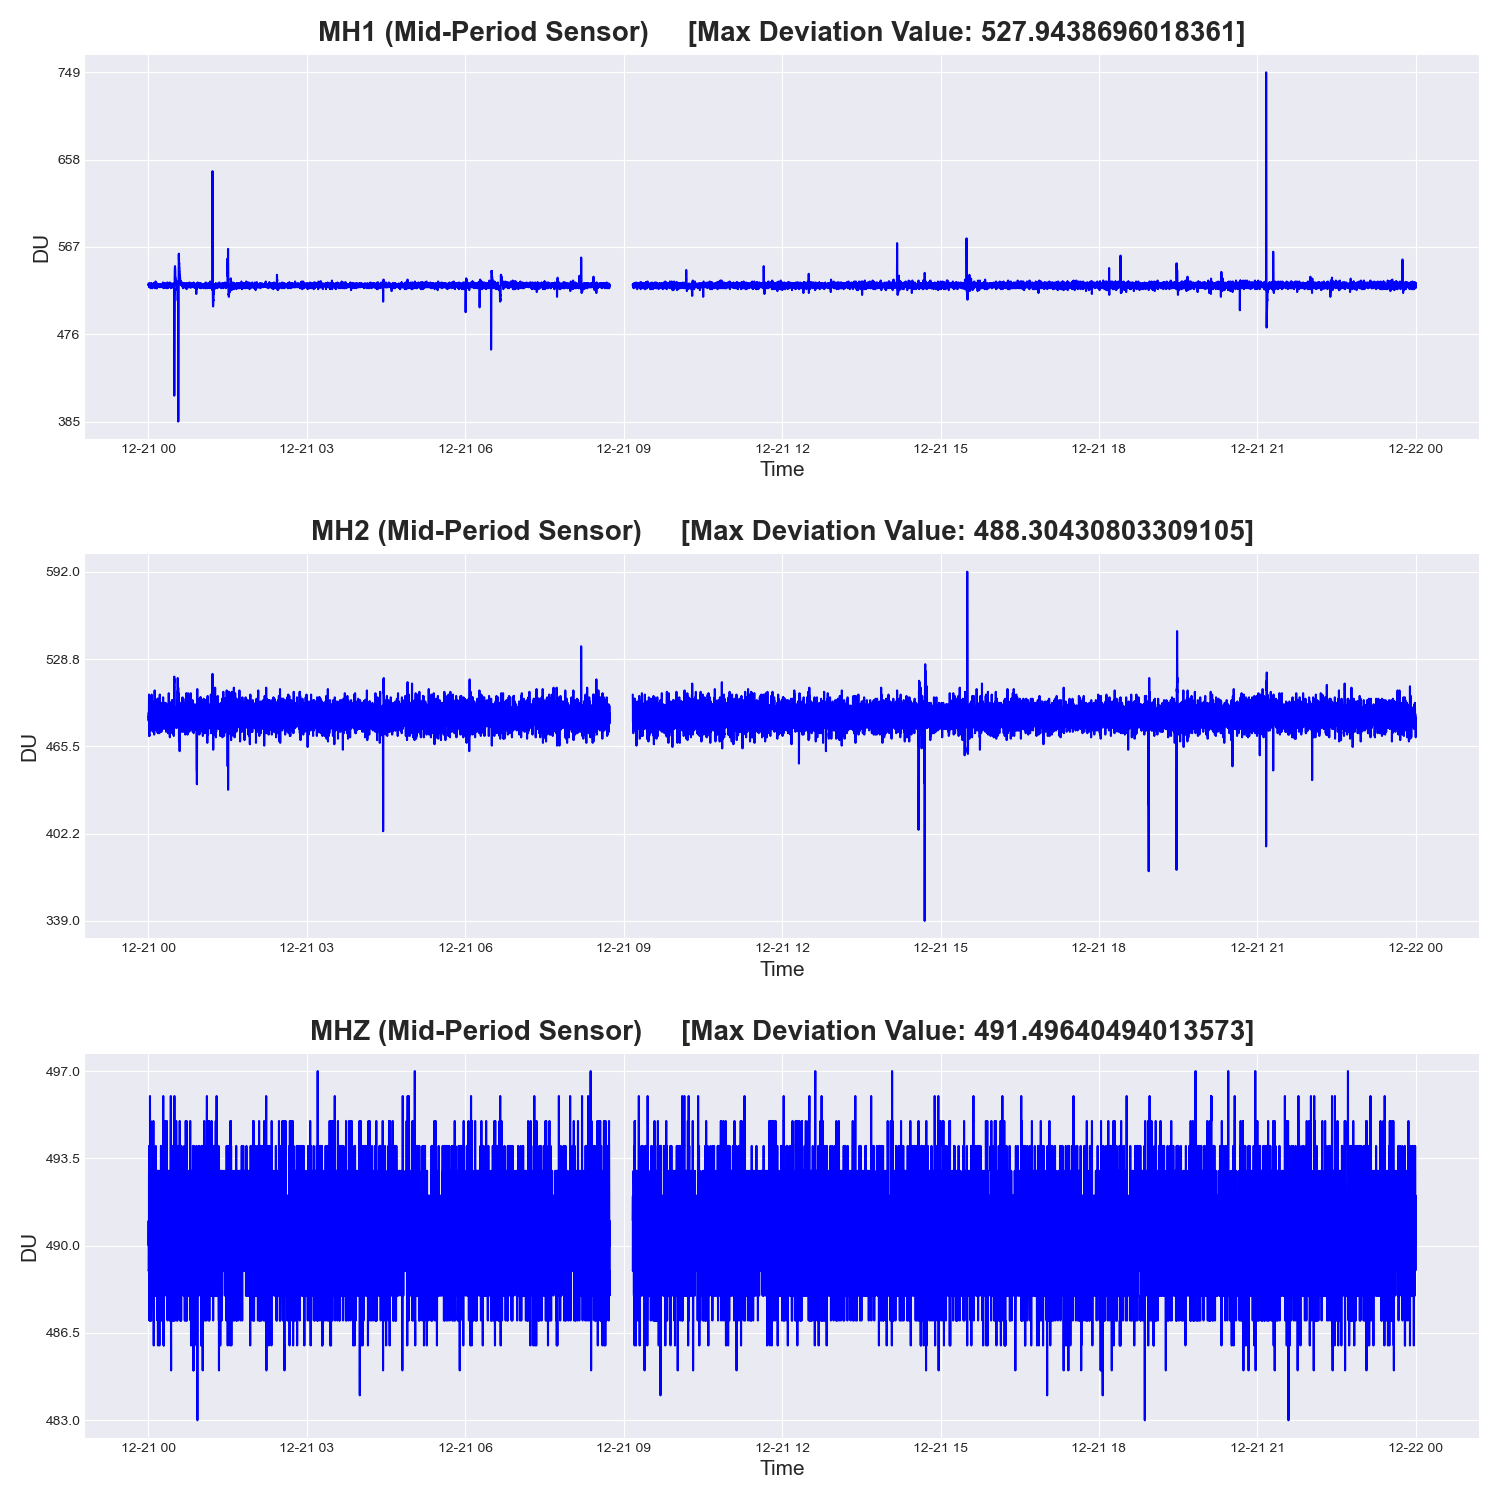 MH1 (Mid-Period Sensor) [Max Deviation Value: 527.9438696018361]
749
658
567
476
385
DU
12-21 00 12-21 03 12-21 06 12-21 09 12-21 12 12-21 15 12-21 18 12-21 21 12-22 00
Time
MH2 (Mid-Period Sensor) [Max Deviation Value: 488.30430803309105]
592.0
528.8
465.5
402.2
339.0
DU
12-21 00 12-21 03 12-21 06 12-21 09 12-21 12 12-21 15 12-21 18 12-21 21 12-22 00
Time
MHZ (Mid-Period Sensor) [Max Deviation Value: 491.49640494013573]
497.0
493.5
490.0
486.5
483.0
DU
12-21 00 12-21 03 12-21 06 12-21 09 12-21 12 12-21 15 12-21 18 12-21 21 12-22 00
Time